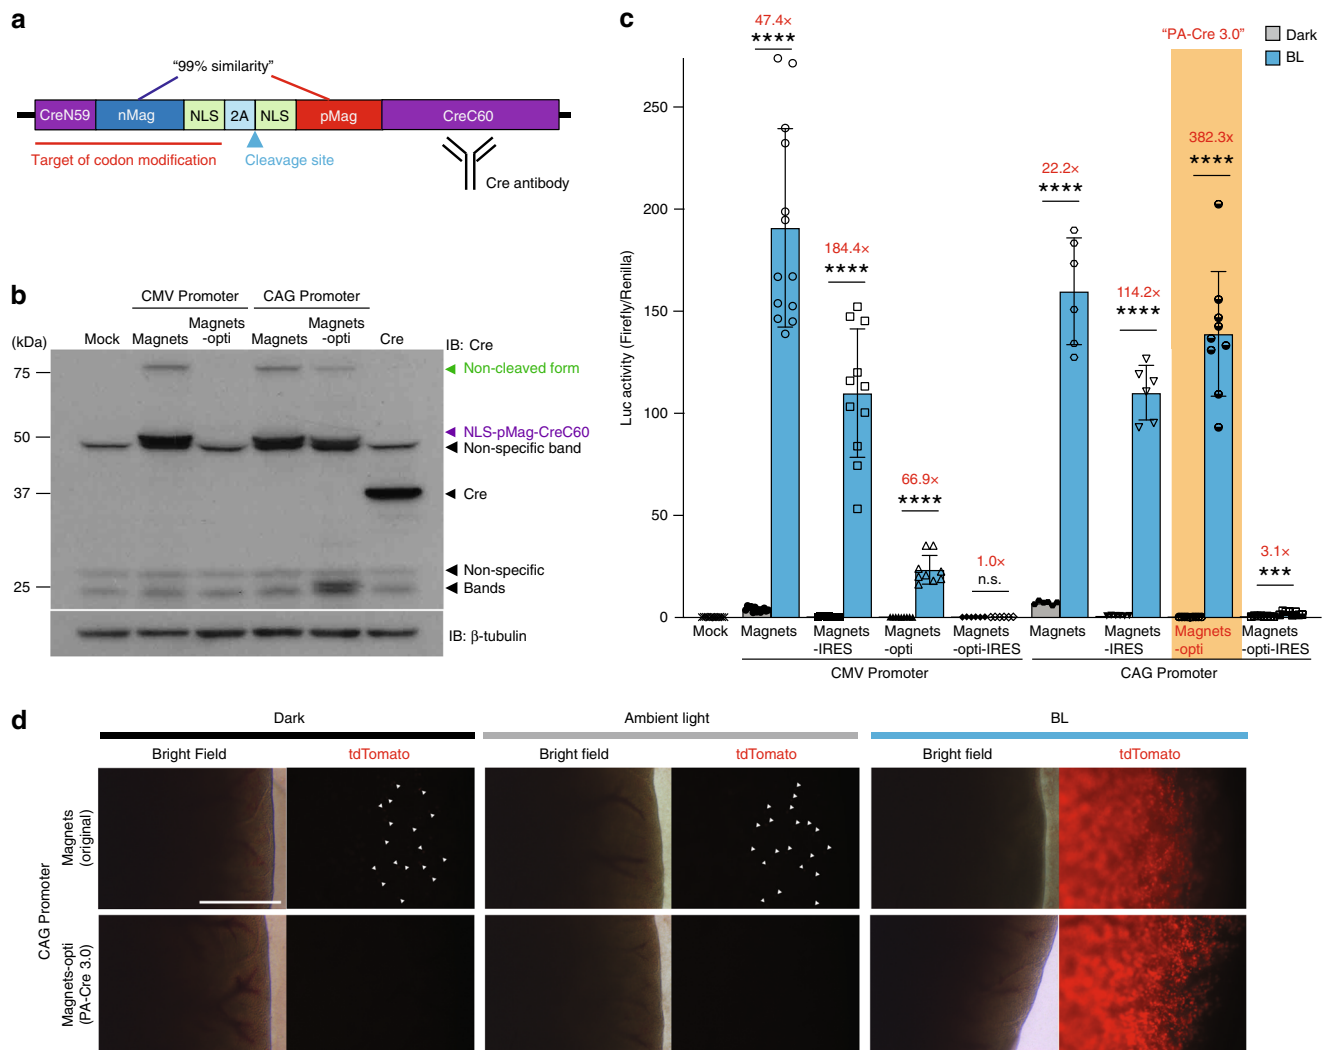 a
"99% similarity"
CreN59 nMag NLS 2A NLS pMag CreC60
Target of codon modification
Cleavage site
Cre antibody
b
CMV Promoter CAG Promoter
(kDa) Mock Magnets Magnets -opti Magnets Magnets -opti Cre
IB: Cre
75
Non-cleaved form
50
NLS-pMag-CreC60
Non-specific band
37
Cre
Non-specific
25
Bands
IB: β-tubulin
c
Dark
BL
"PA-Cre 3.0"
Luc activity (Firefly/Renilla)
250
200
150
100
50
0
47.4×
****
184.4×
****
66.9×
****
1.0×
n.s.
22.2×
****
114.2×
****
382.3x
****
3.1×
***
Mock
Magnets
Magnets
-IRES
Magnets
-opti
Magnets
-opti-IRES
Magnets
Magnets
-IRES
Magnets
-opti
Magnets
-opti-IRES
CMV Promoter
CAG Promoter
d
Dark
Ambient light
BL
Bright Field
tdTomato
Bright field
tdTomato
Bright field
tdTomato
CAG Promoter
Magnets
(original)
Magnets-opti
(PA-Cre 3.0)